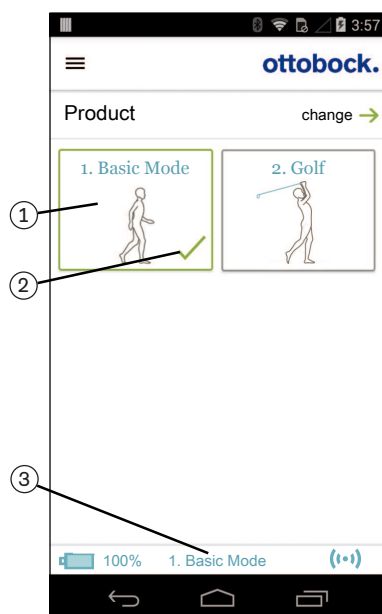 3:57
ottobock.
Product change
1. Basic Mode 2. Golf
1
2
3
100% 1. Basic Mode